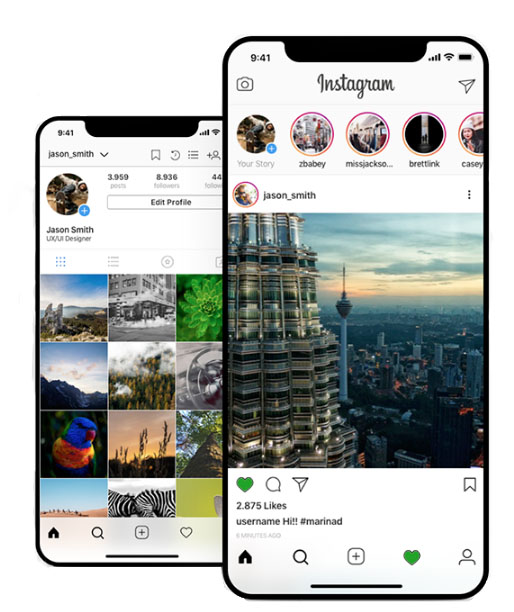 9:41
jason_smith
3.959
8.936
44
posts
followers
follow
Edit Profile
Jason Smith
UX/UI Designer
9:41
Instagram
Your Story
zbabey
missjackso...
brettlink
casey
jason_smith
2.875 Likes
username Hi!! #marinad
6 MINUTES AGO